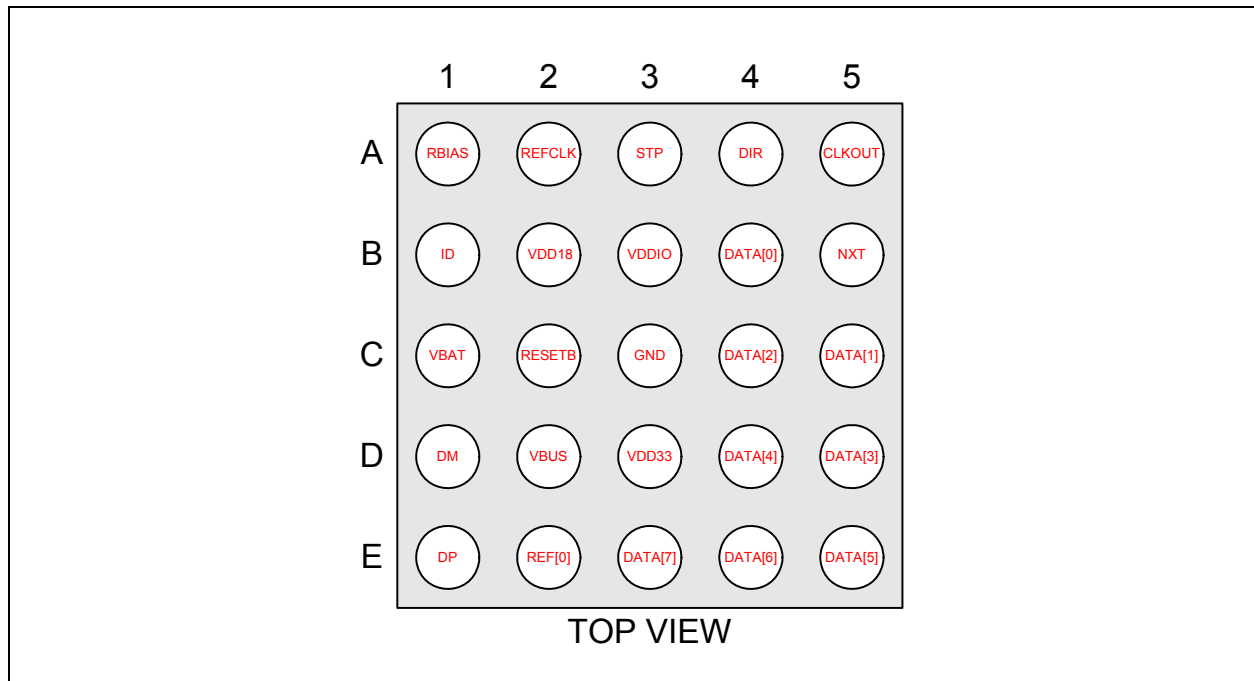 1 2 3 4 5
A RBIAS REFCLK STP DIR CLKOUT
B ID VDD18 VDDIO DATA[0] NXT
C VBAT RESETB GND DATA[2] DATA[1]
D DM VBUS VDD33 DATA[4] DATA[3]
E DP REF[0] DATA[7] DATA[6] DATA[5]
TOP VIEW